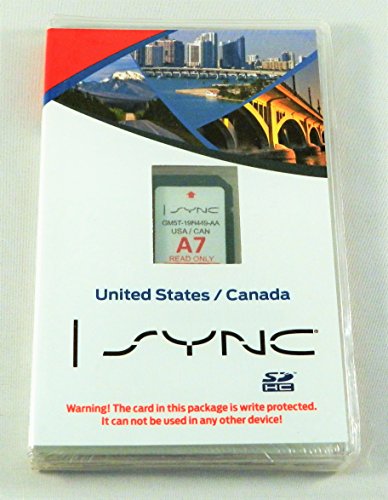 SYNC
GM5T-19H449-AA
USA / CAN
A7
READ ONLY
United States / Canada
SYNC®
SD
HC
Warning! The card in this package is write protected.
It can not be used in any other device!